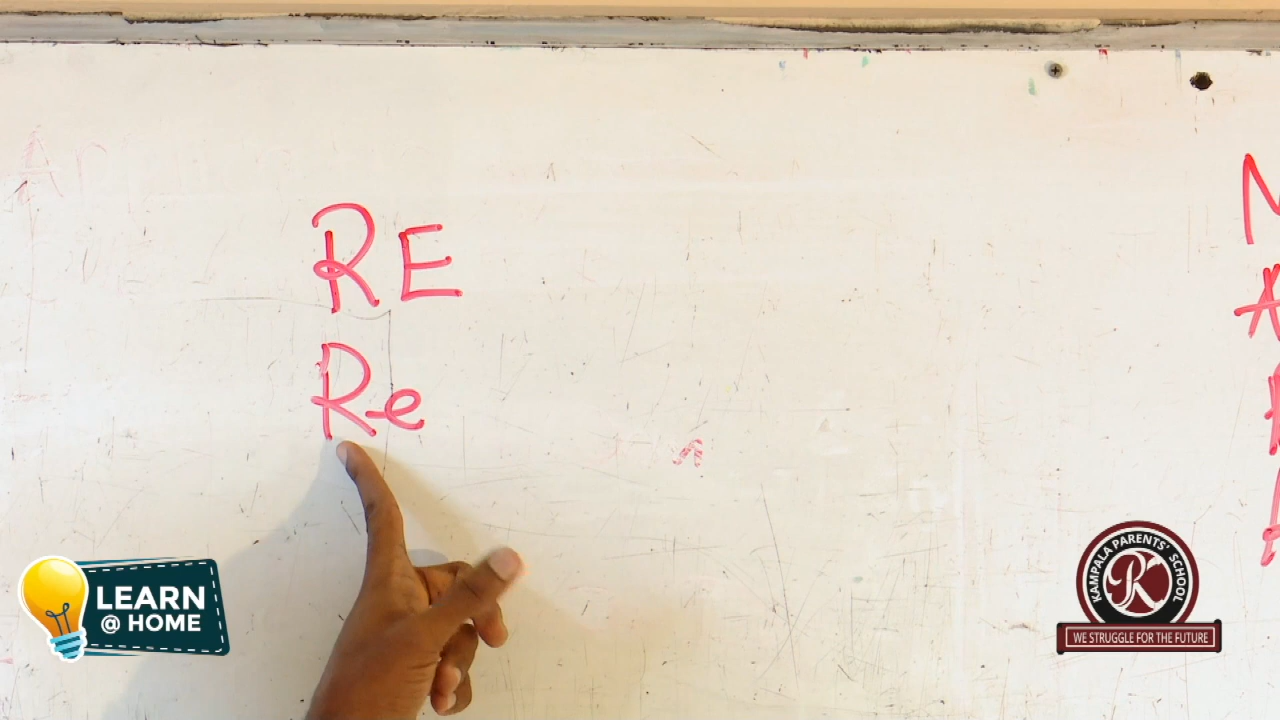 RE
Re
LEARN
@ HOME
KAMPALA PARENTS' SCHOOL
WE STRUGGLE FOR THE FUTURE